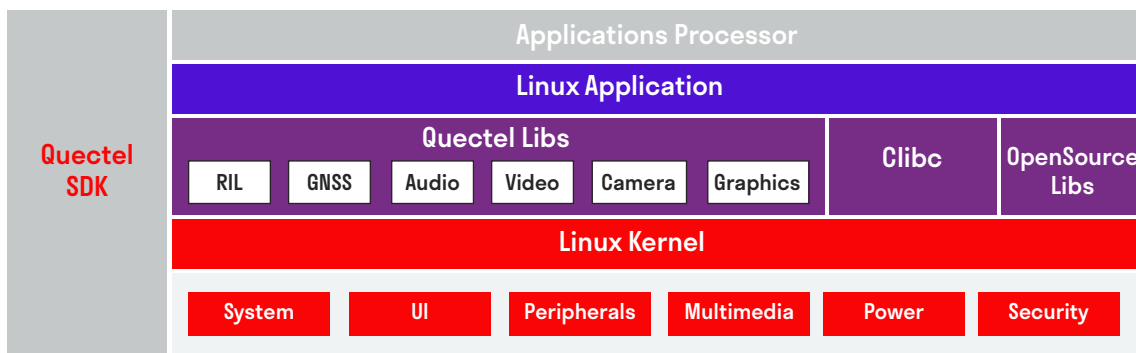 Applications Processor
Linux Application
Quectel
SDK
Quectel Libs
RIL
GNSS
Audio
Video
Camera
Graphics
Clibc
OpenSource
Libs
Linux Kernel
System
UI
Peripherals
Multimedia
Power
Security